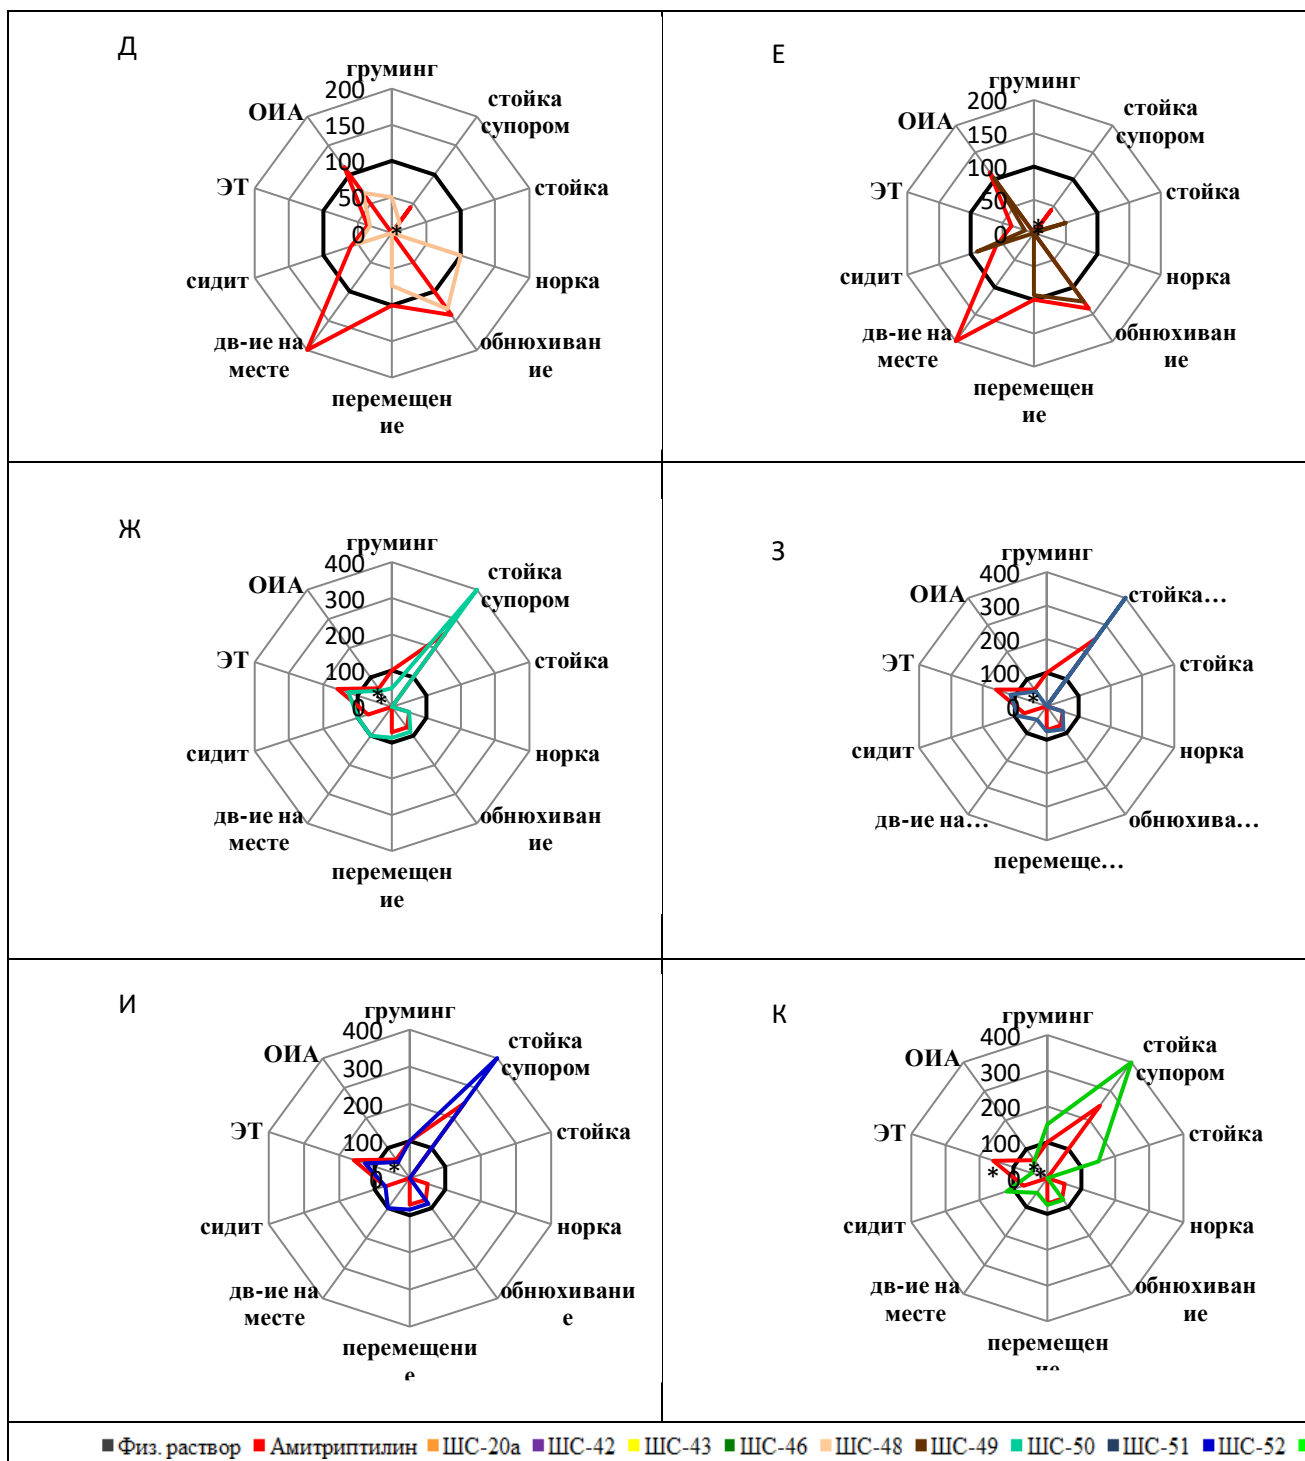 Д
груминг
200
150
100
50
0
стойка
супором
стойка
норка
обнюхиван
ие
перемещен
ие
дв-ие на
месте
сидит
ЭТ
ОИА
*
Е
груминг
200
150
100
50
0
стойка
супором
стойка
норка
обнюхиван
ие
перемещен
ие
дв-ие на
месте
сидит
ЭТ
ОИА
*
Ж
груминг
400
300
200
100
0
стойка
супором
стойка
норка
обнюхиван
ие
перемещен
ие
дв-ие на
месте
сидит
ЭТ
ОИА
*
*
З
груминг
400
300
200
100
0
стойка…
стойка
норка
обнюхива…
перемеще…
дв-ие на…
сидит
ЭТ
ОИА
*
И
груминг
400
300
200
100
0
стойка
супором
стойка
норка
обнюхивани
е
перемещени
е
дв-ие на
месте
сидит
ЭТ
ОИА
*
К
груминг
400
300
200
100
0
стойка
супором
стойка
норка
обнюхиван
ие
перемещен
ие
дв-ие на
месте
сидит
ЭТ
ОИА
*
*
*
Физ. раствор Амитриптилин ШС-20а ШС-42 ШС-43 ШС-46 ШС-48 ШС-49 ШС-50 ШС-51 ШС-52